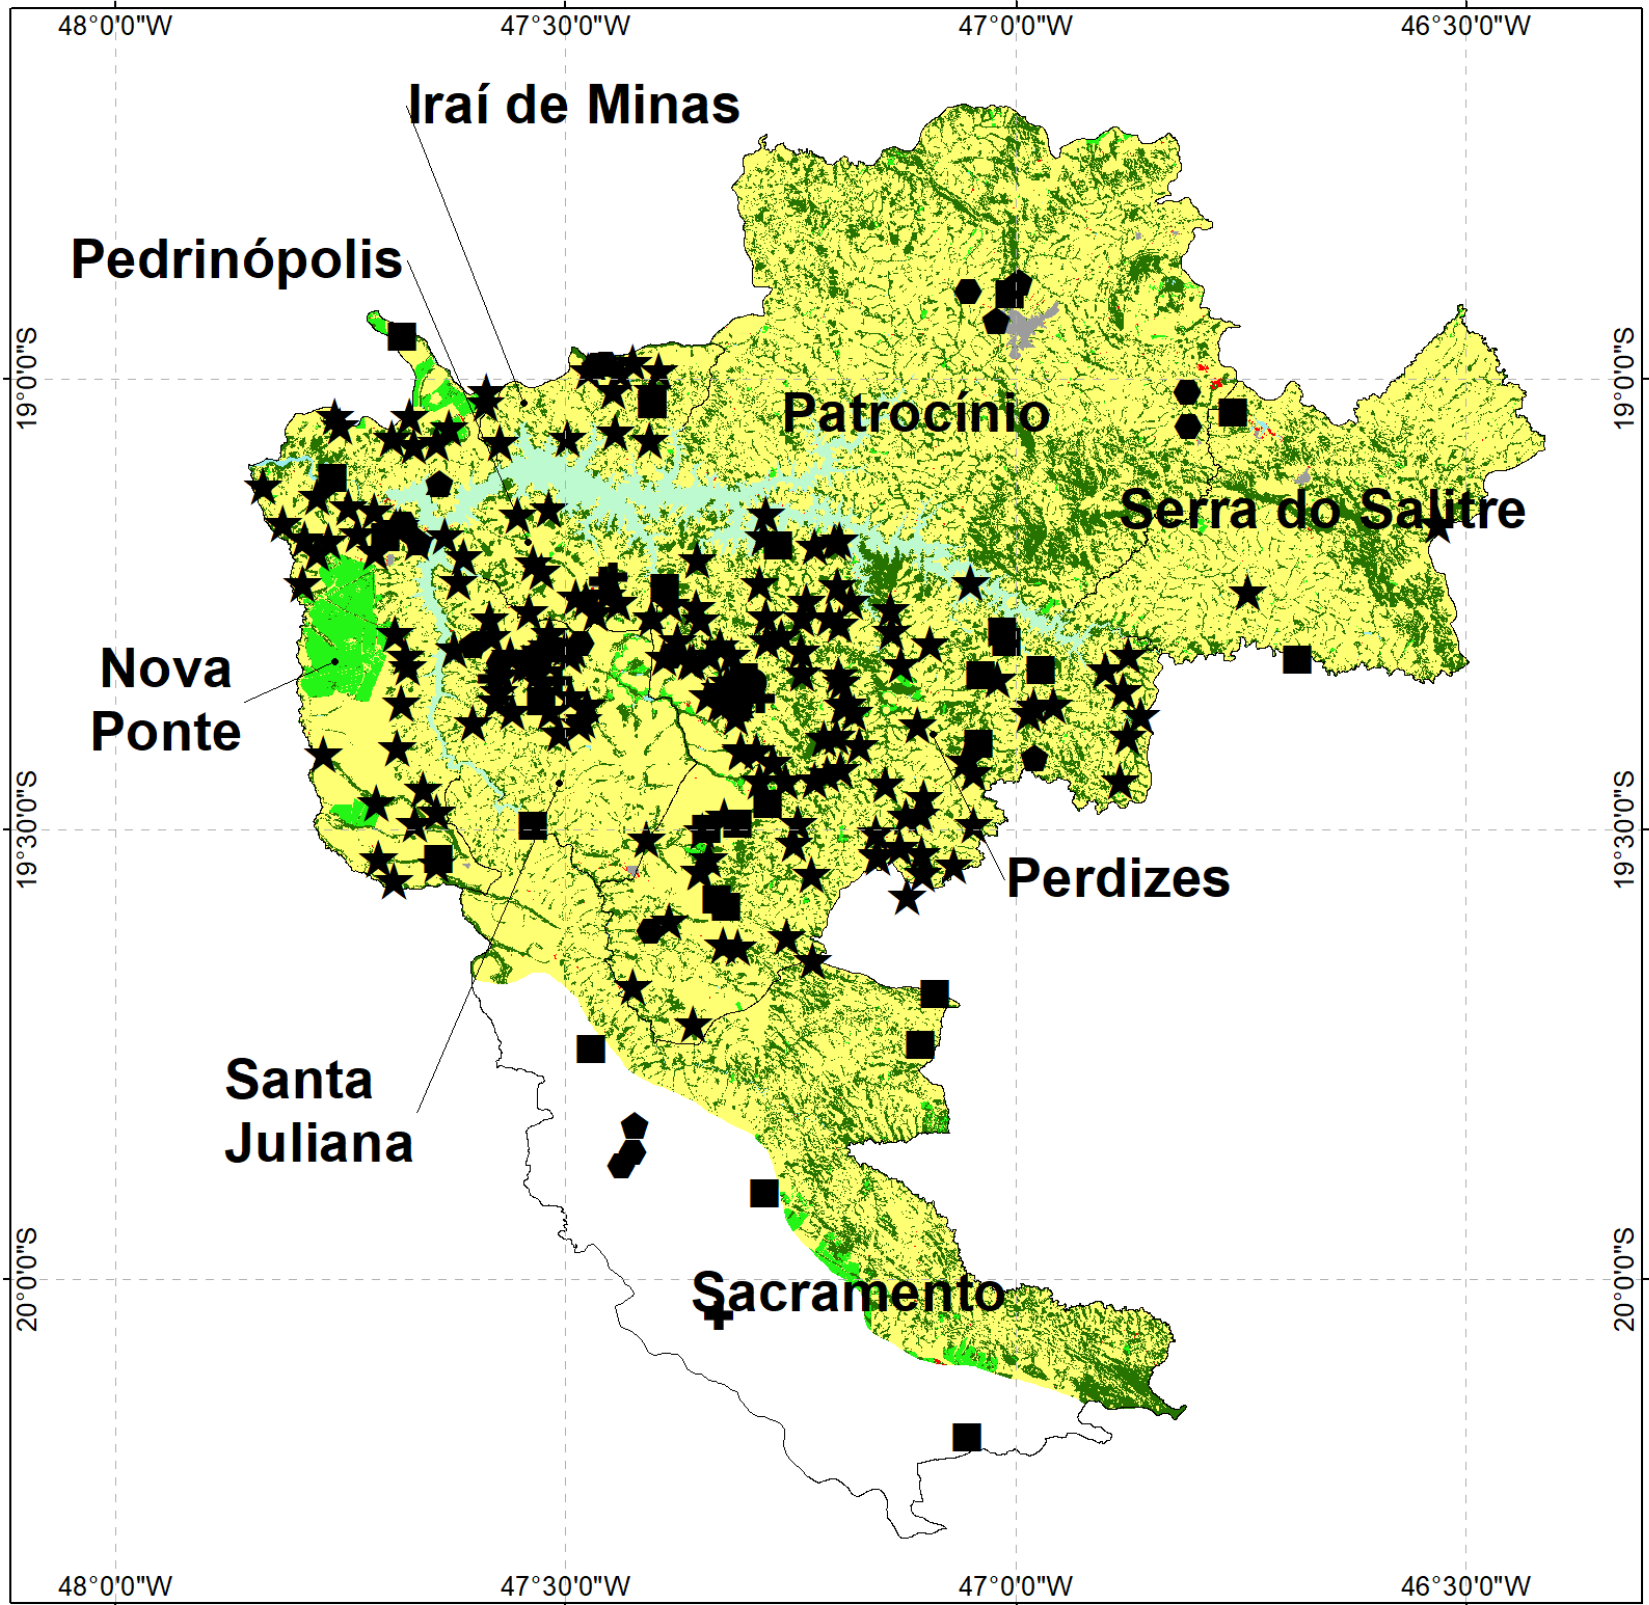 48°0'0"W 47°30'0"W 47°0'0"W 46°30'0"W
Iraí de Minas
Pedrinópolis
19°0'0"S 19°0'0"S
Patrocínio
Serra do Salitre
Nova
Ponte
19°30'0"S 19°30'0"S
Perdizes
Santa
Juliana
20°0'0"S 20°0'0"S
Sacramento
48°0'0"W 47°30'0"W 47°0'0"W 46°30'0"W